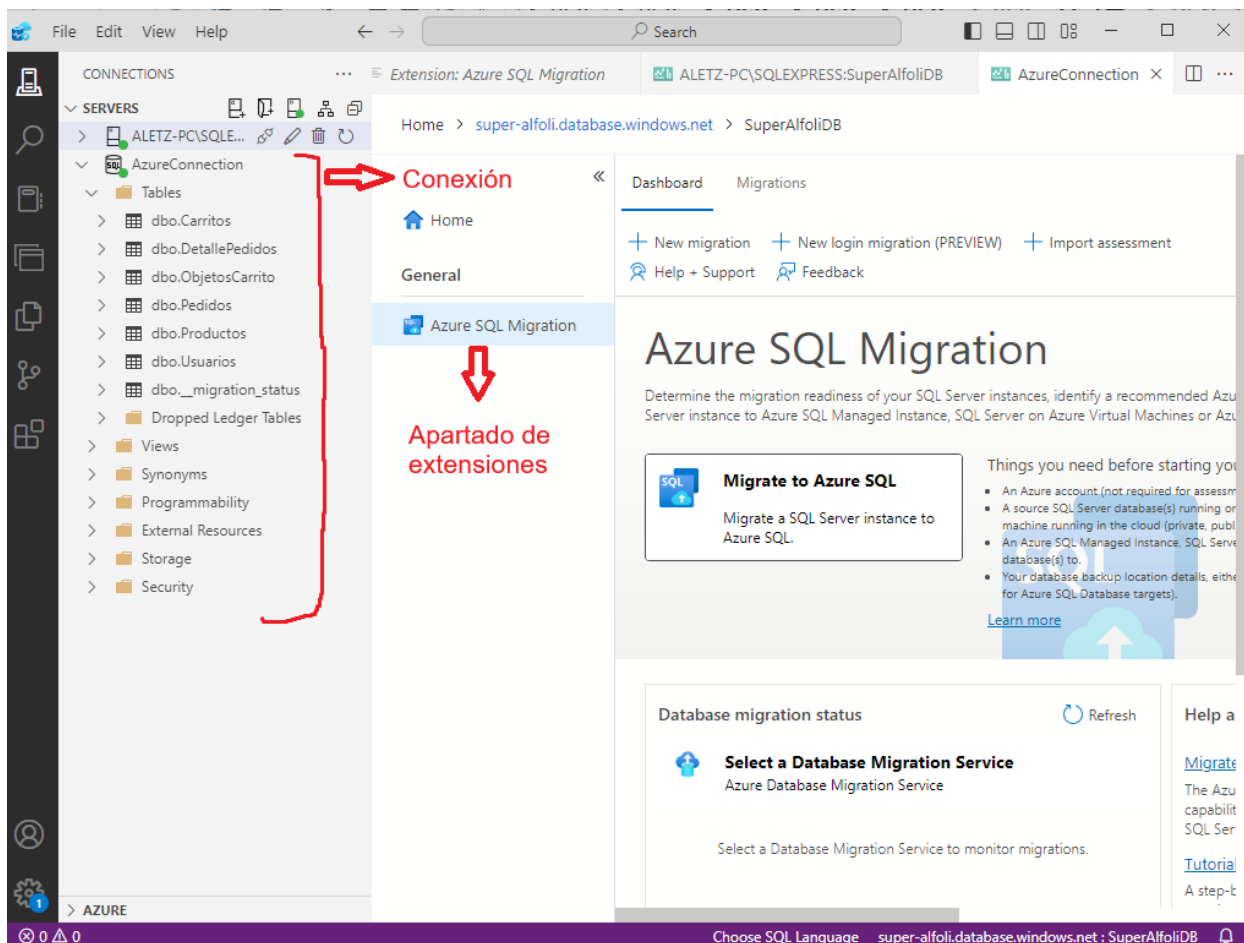 File Edit View Help
Search
CONNECTIONS
SERVERS
ALETZ-PC\SQLE...
AzureConnection
Tables
dbo.Carritos
dbo.DetallePedidos
dbo.ObjetosCarrito
dbo.Pedidos
dbo.Productos
dbo.Usuarios
dbo.__migration_status
Dropped Ledger Tables
Views
Synonyms
Programmability
External Resources
Storage
Security
AZURE
Extension: Azure SQL Migration
ALETZ-PC\SQLEXPRESS:SuperAlfoliDB
AzureConnection
Home > super-alfoli.database.windows.net > SuperAlfoliDB
Conexión
Home
General
Azure SQL Migration
Apartado de
extensiones
Dashboard Migrations
New migration New login migration (PREVIEW) Import assessment
Help + Support Feedback
Azure SQL Migration
Determine the migration readiness of your SQL Server instances, identify a recommended Azu
Server instance to Azure SQL Managed Instance, SQL Server on Azure Virtual Machines or Azu
SQL
Migrate to Azure SQL
Migrate a SQL Server instance to
Azure SQL.
Things you need before starting you
An Azure account (not required for assessm
A source SQL Server database(s) running or
machine running in the cloud (private, publ
An Azure SQL Managed Instance, SQL Serve
database(s) to.
Your database backup location details, eithe
for Azure SQL Database targets).
Learn more
Database migration status
Refresh
Select a Database Migration Service
Azure Database Migration Service
Select a Database Migration Service to monitor migrations.
Help a
Migrate
The Azu
capabilit
SQL Ser
Tutorial
A step-b
1
0 0
Choose SQL Language super-alfoli.database.windows.net : SuperAlfoliDB